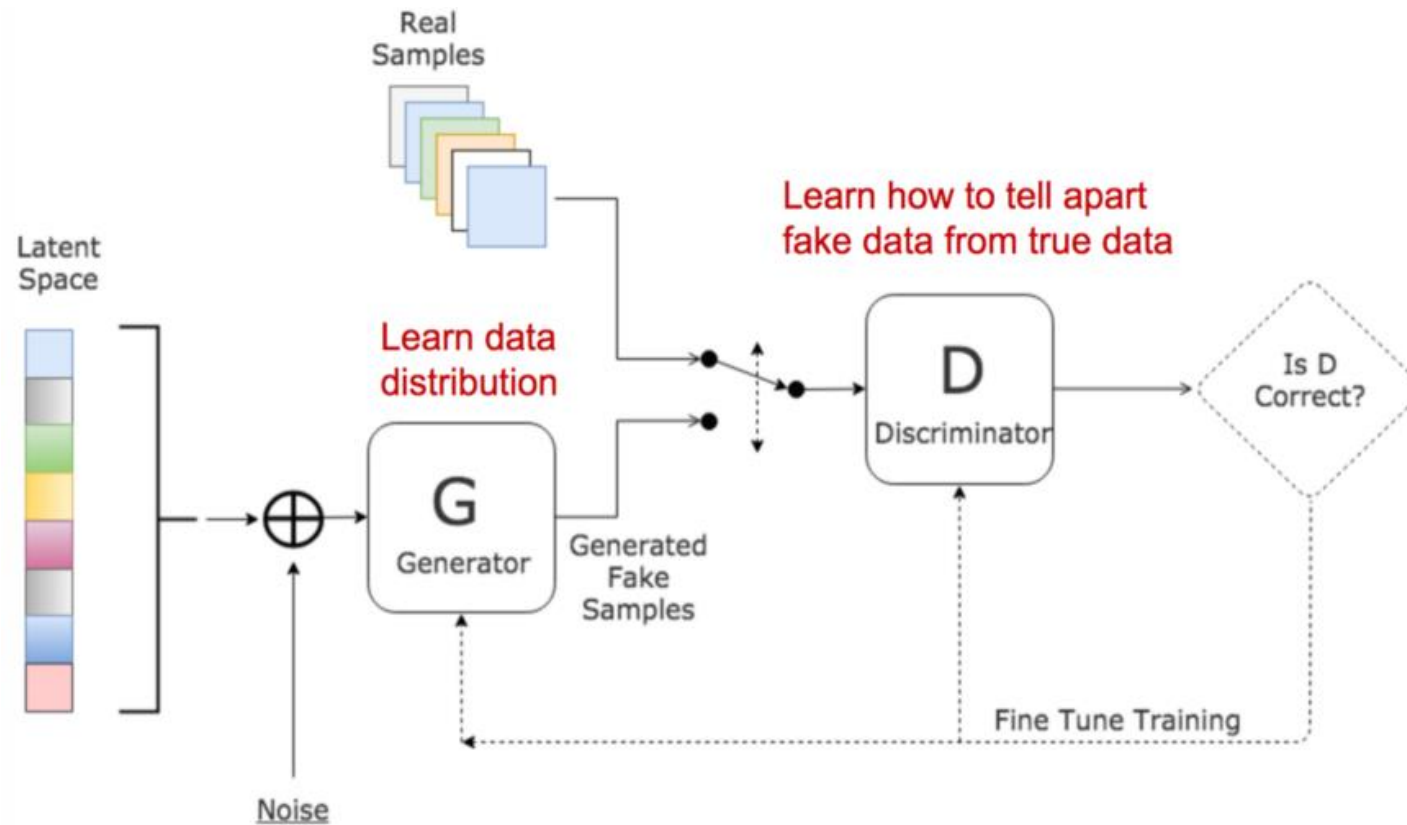 Real
Samples
Learn how to tell apart
fake data from true data
Latent
Space
Learn data
distribution
Is D
Correct?
D
Discriminator
G
Generator
Generated
Fake
Samples
Fine Tune Training
Noise